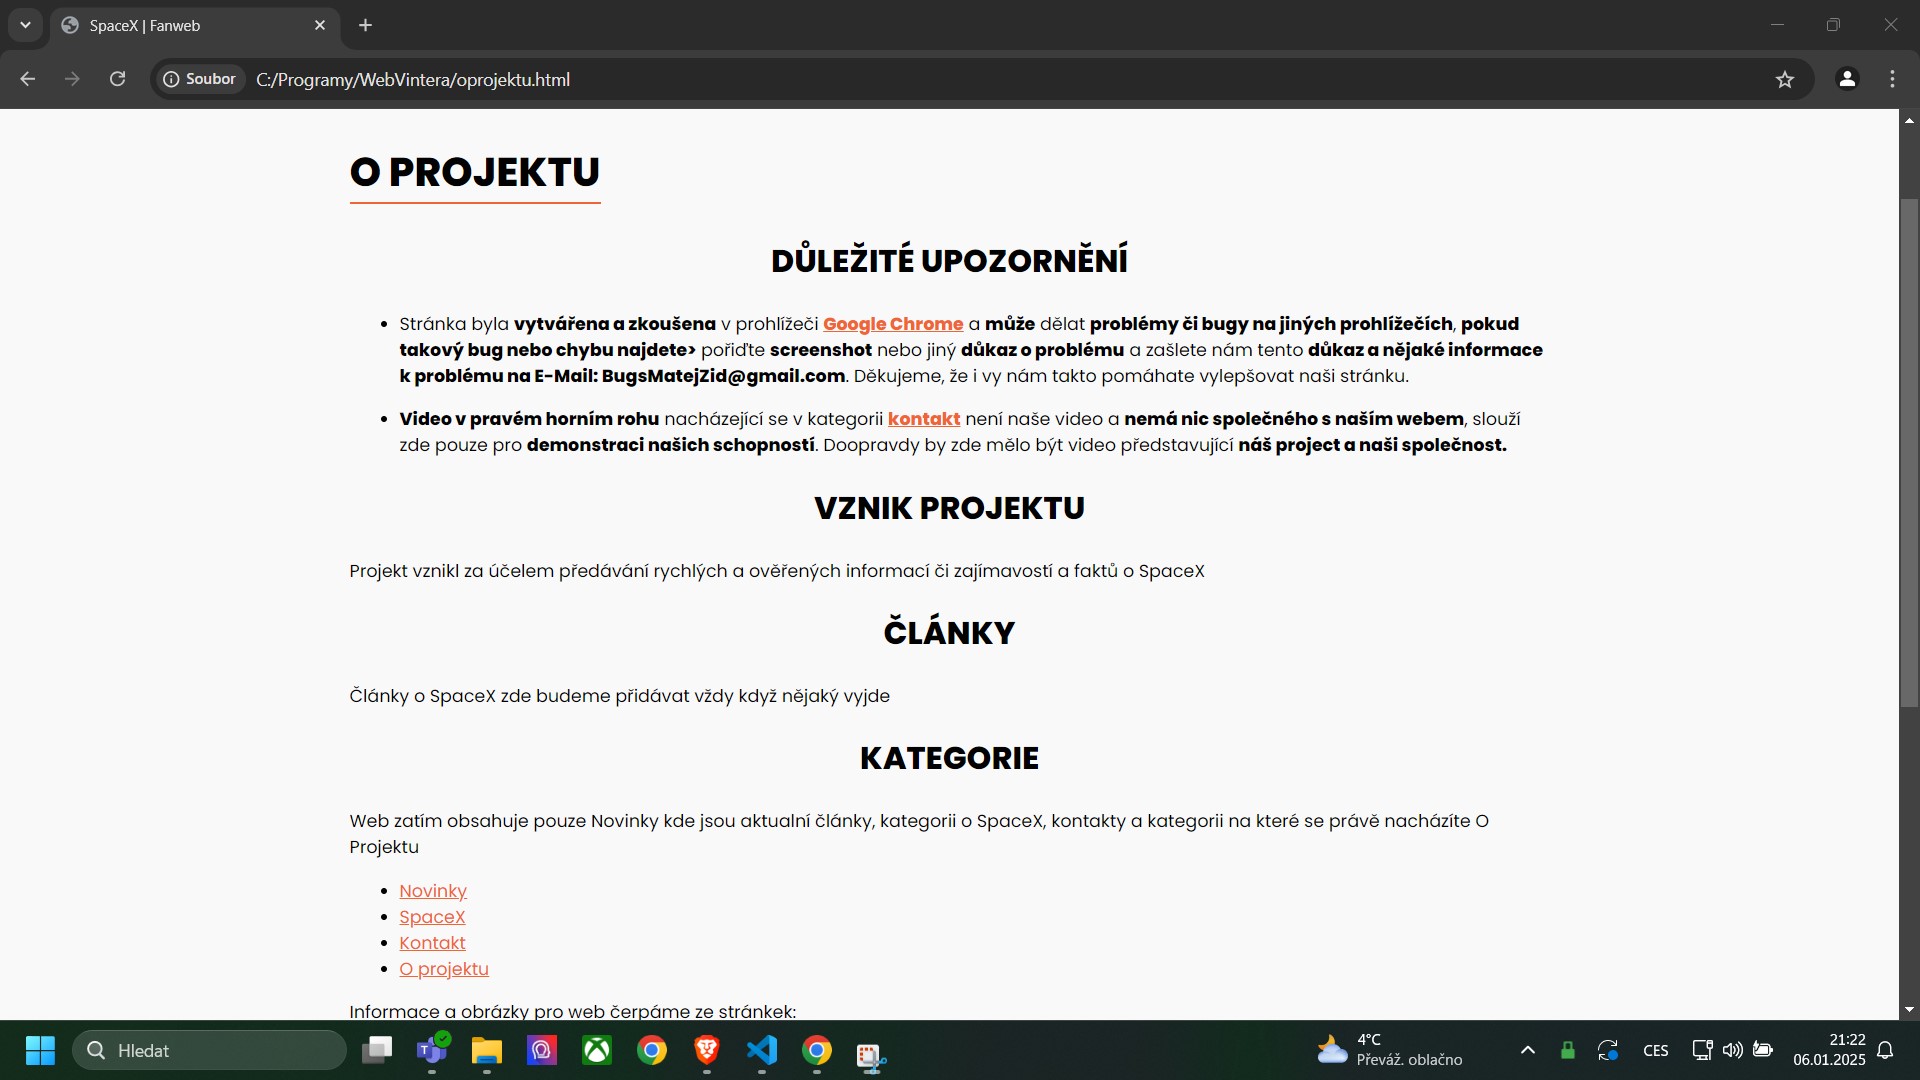 SpaceX | Fanweb
Soubor
C:/Programy/WebVintera/oprojektu.html
O PROJEKTU
DŮLEŽITÉ UPOZORNĚNÍ
Stránka byla vytvářena a zkoušena v prohlížeči Google Chrome a může dělat problémy či bugy na jiných prohlížečích, pokud
takový bug nebo chybu najdete> pořiďte screenshot nebo jiný důkaz o problému a zašlete nám tento důkaz a nějaké informace
k problému na E-Mail: BugsMatejZid@gmail.com. Děkujeme, že i vy nám takto pomáhate vylepšovat naši stránku.
Video v pravém horním rohu nacházející se v kategorii kontakt není naše video a nemá nic společného s naším webem, slouží
zde pouze pro demonstraci našich schopností. Doopravdy by zde mělo být video představující náš project a naši společnost.
VZNIK PROJEKTU
Projekt vznikl za účelem předávání rychlých a ověřených informací či zajímavostí a faktů o SpaceX
ČLÁNKY
Články o SpaceX zde budeme přidávat vždy když nějaký vyjde
KATEGORIE
Web zatím obsahuje pouze Novinky kde jsou aktualní články, kategorii o SpaceX, kontakty a kategorii na které se právě nacházíte O
Projektu
Novinky
SpaceX
Kontakt
O projektu
Informace a obrázky pro web čerpáme ze stránkek:
Hledat
4°C
Převáž. oblačno
CES
21:22
06.01.2025